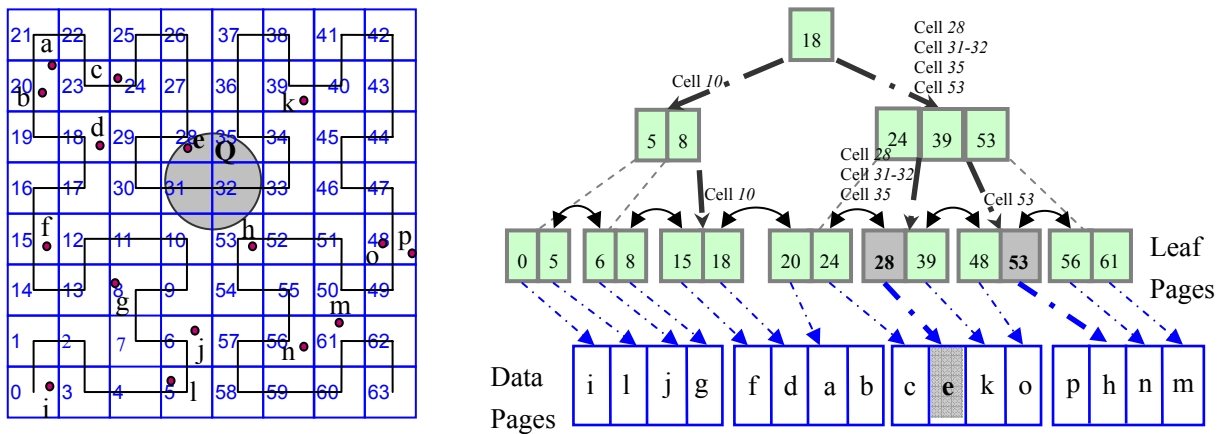 21 22 25 26 37 38 41 42
a
20 23 c 24 27 36 39 40 43
b k
19 18 d 29 28 e 35 34 45 44
Q
16 17 30 31 32 33 46 47
15 f 12 11 10 53 h 52 51 48 p
o
14 13 8 9 54 55 50 49
g m
1 2 7 6 j 57 56 n 61 62
0 3 4 5 l 58 59 60 63
i
18
Cell 28
Cell 31-32
Cell 35
Cell 53
Cell 10
5 8
24 39 53
Cell 28
Cell 31-32
Cell 35
Cell 10
Cell 53
0 5 6 8 15 18 20 24 28 39 48 53 56 61
Leaf
Pages
Data
Pages
i l j g f d a b c e k o p h n m